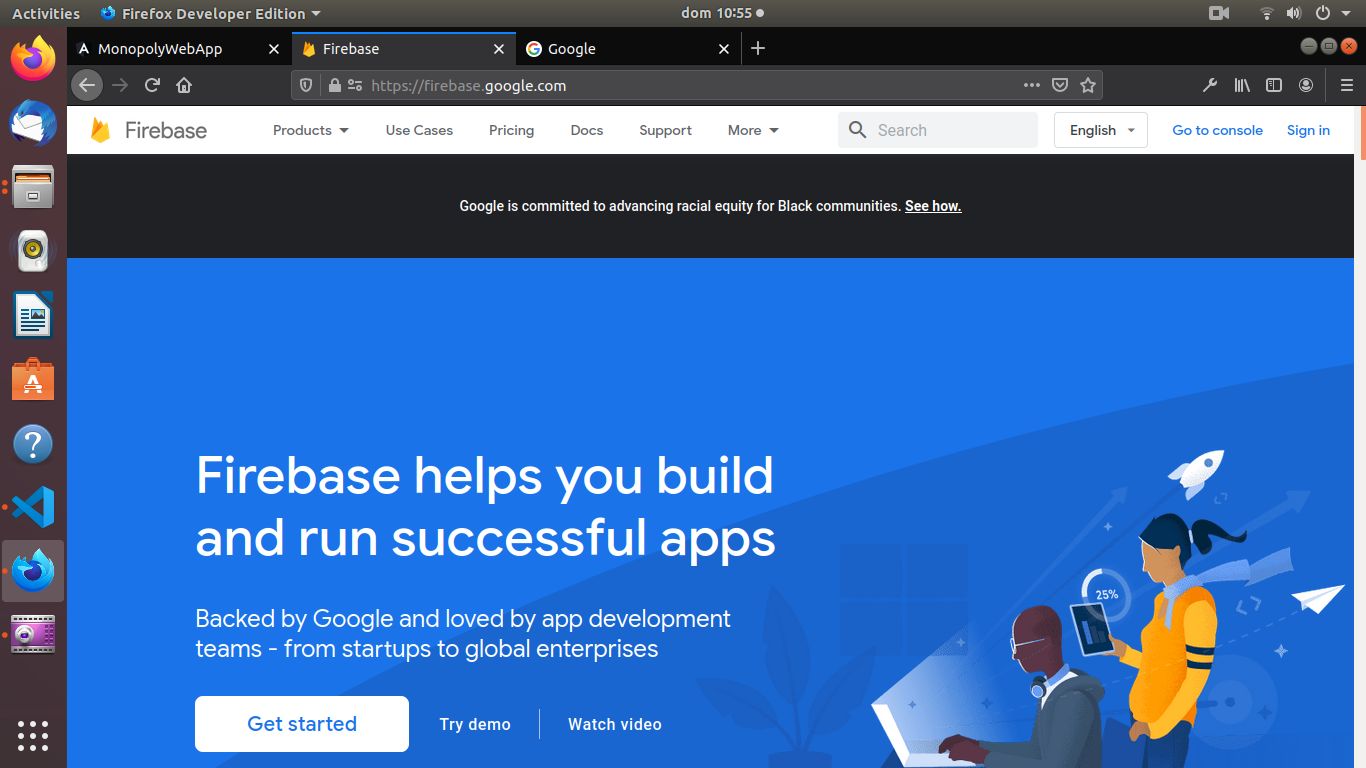 Activities Firefox Developer Edition dom 10:55
MonopolyWebApp Firebase Google
https://firebase.google.com
Firebase Products Use Cases Pricing Docs Support More Search English Go to console Sign in
Google is committed to advancing racial equity for Black communities. See how.
Firebase helps you build
and run successful apps
25%
Backed by Google and loved by app development
teams - from startups to global enterprises
Get started Try demo Watch video